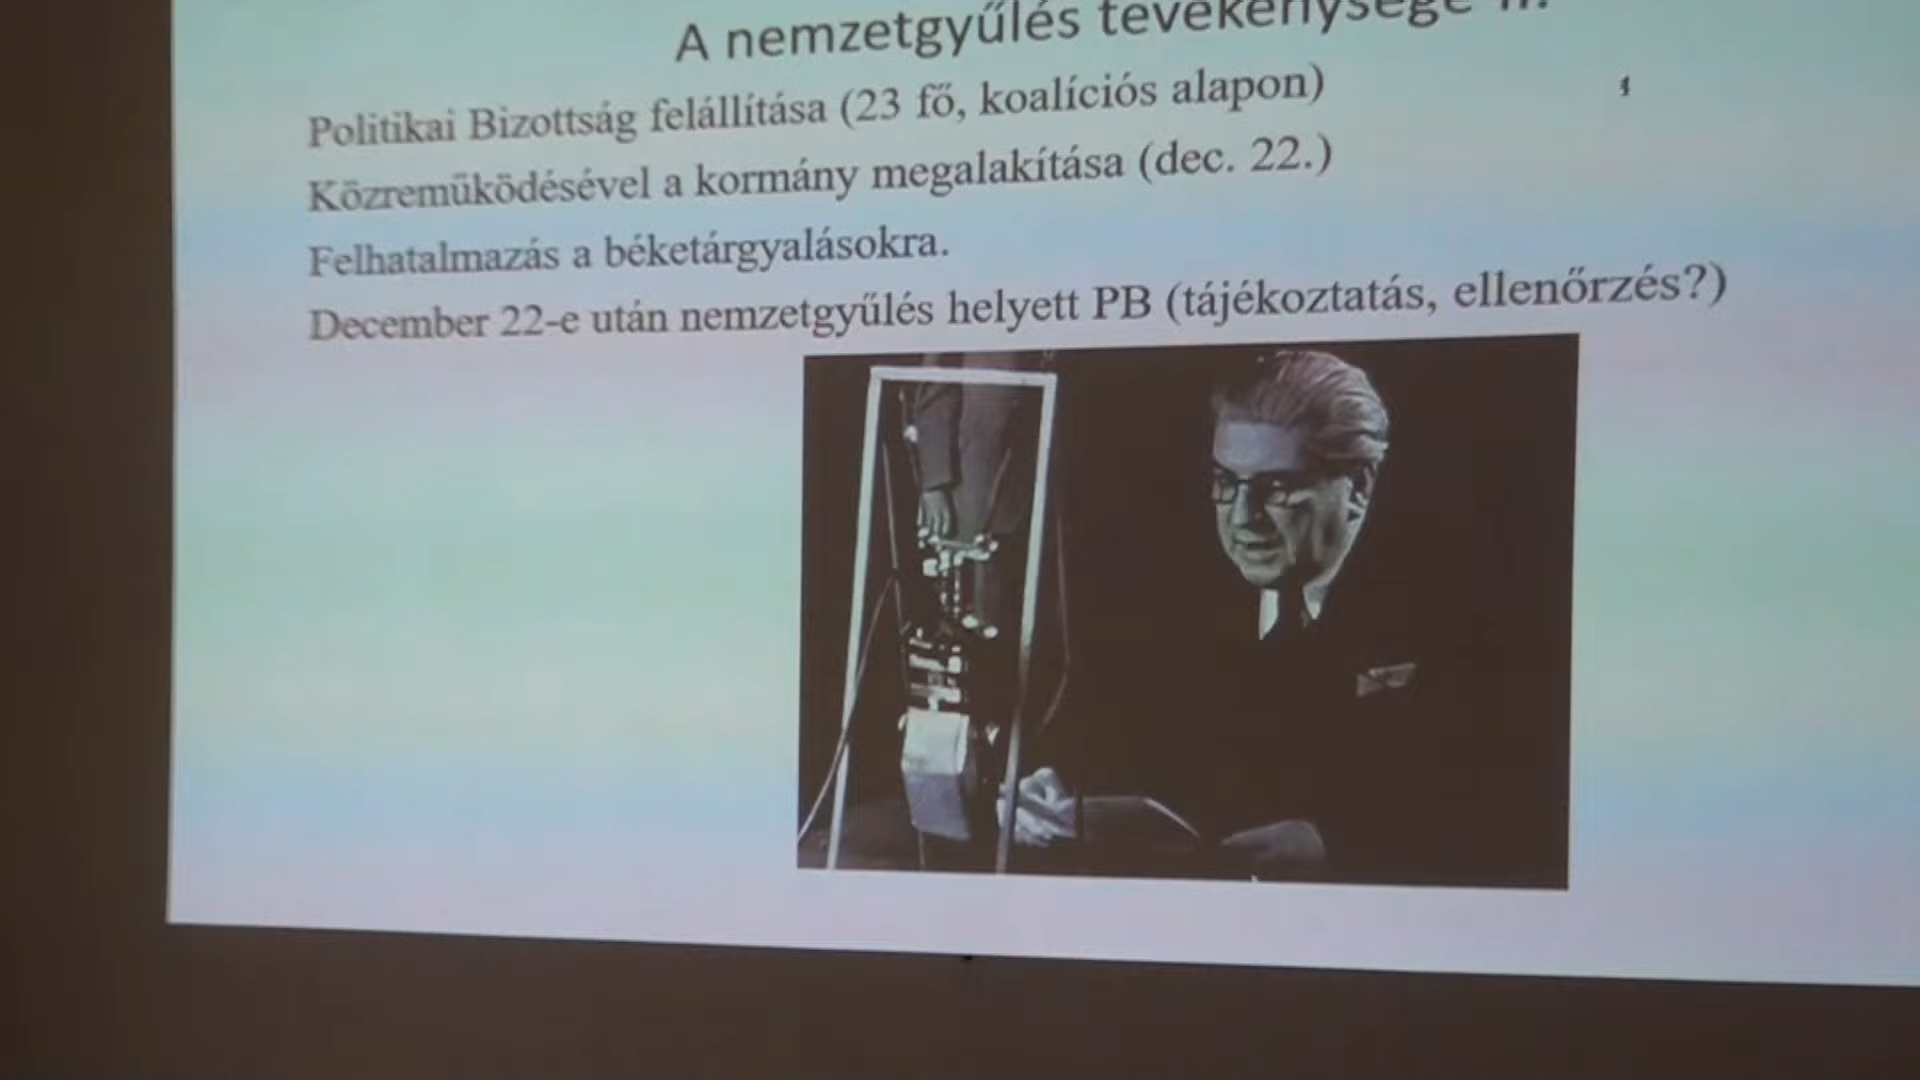 A nemzetgyűlés tevékenysége II.
Politikai Bizottság felállítása (23 fő, koalíciós alapon)
Közreműködésével a kormány megalakítása (dec. 22.)
Felhatalmazás a béketárgyalásokra.
December 22-e után nemzetgyűlés helyett PB (tájékoztatás, ellenőrzés?)